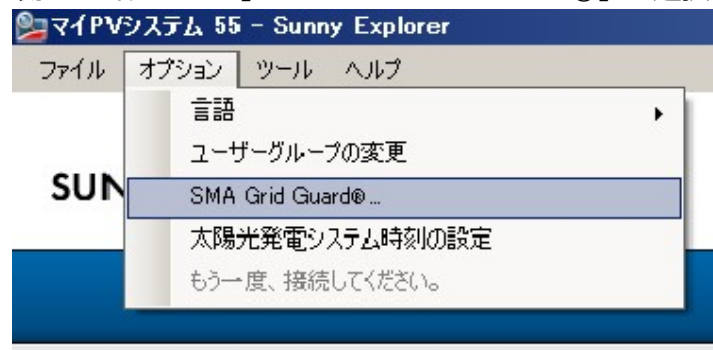 マイPVシステム 55 - Sunny Explorer
ファイル オプション ツール ヘルプ
言語
ユーザーグループの変更
SUN
SMA Grid Guard®...
太陽光発電システム時刻の設定
もう一度、接続してください。